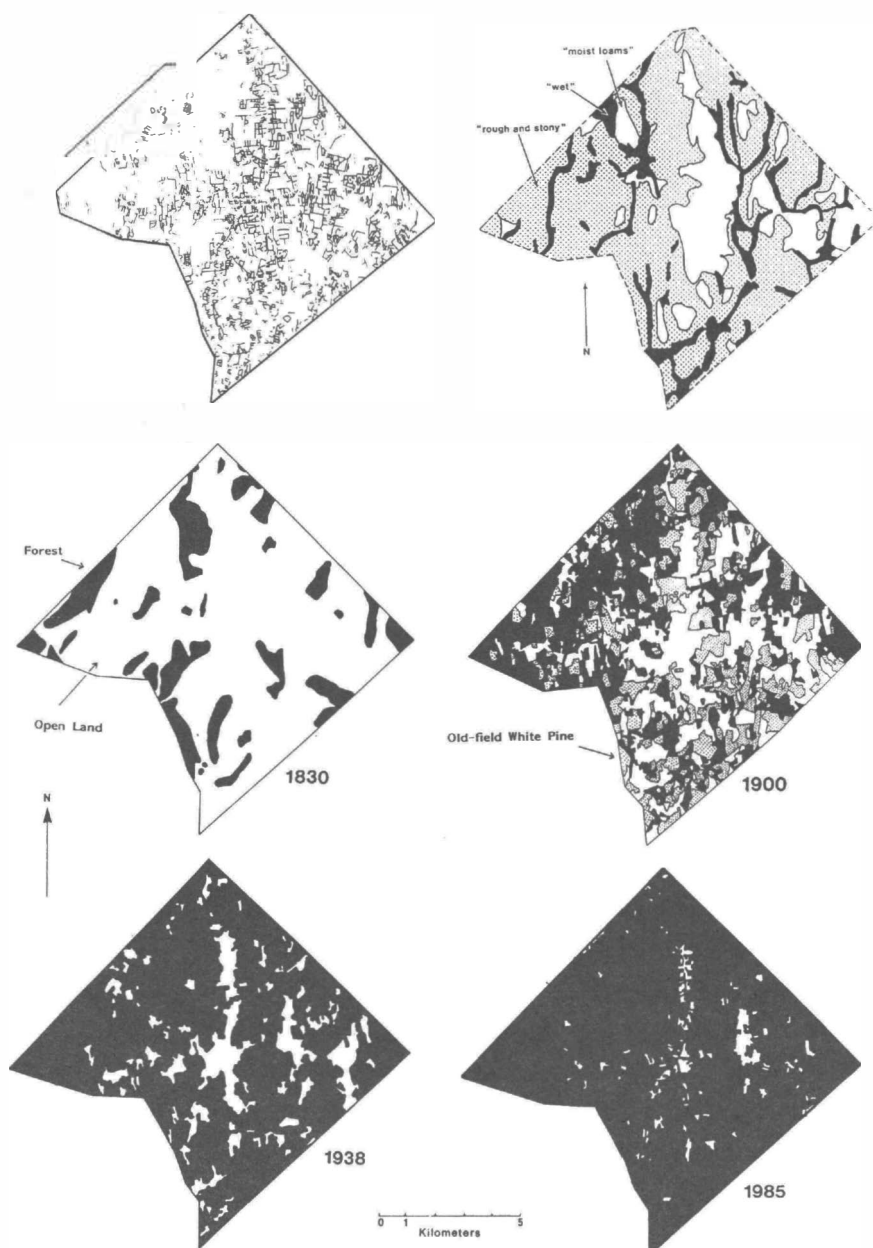 "moist loams"
"wet"
"rough and stony"
N
Forest
Open Land
1830
Old-field White Pine
1900
N
1938
1985
0 1 5
Kilometers